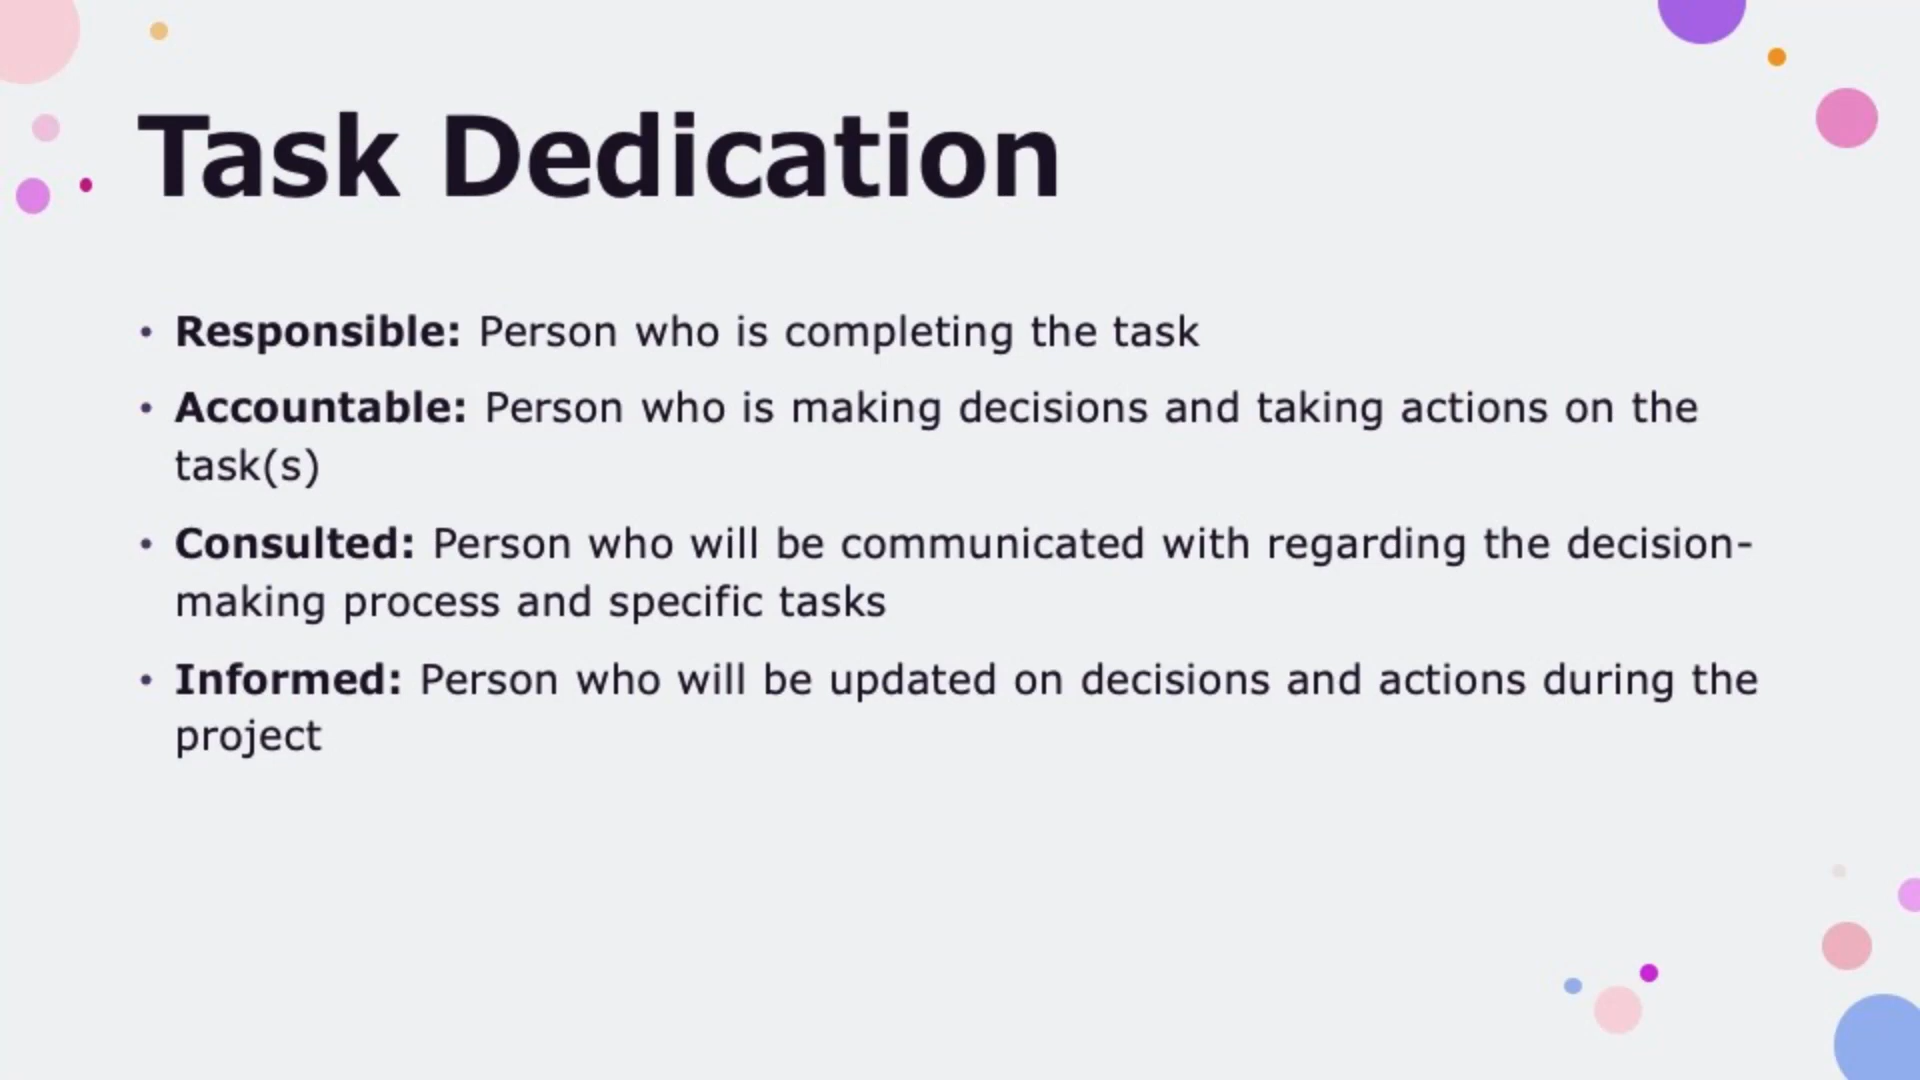 Task Dedication
• Responsible: Person who is completing the task
• Accountable: Person who is making decisions and taking actions on the
task(s)
• Consulted: Person who will be communicated with regarding the decision-
making process and specific tasks
• Informed: Person who will be updated on decisions and actions during the
project